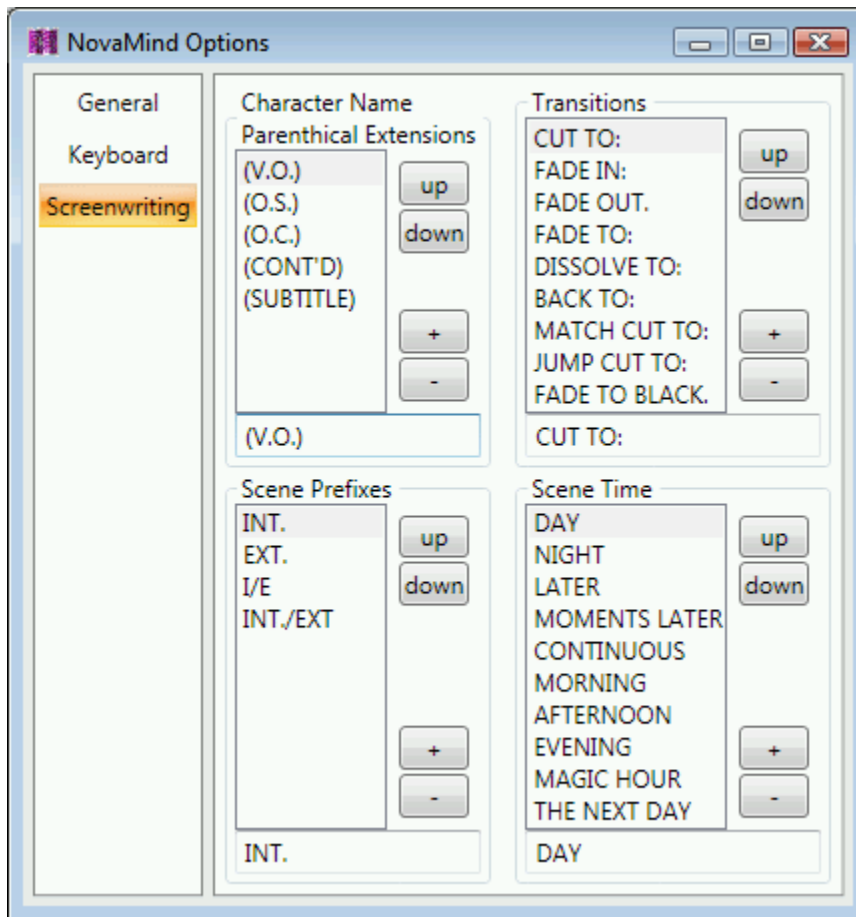 NovaMind Options
General
Keyboard
Screenwriting
Character Name
Parenthical Extensions
(V.O.)
(O.S.)
(O.C.)
(CONT'D)
(SUBTITLE)
up
down
+
-
(V.O.)
Transitions
CUT TO:
FADE IN:
FADE OUT.
FADE TO:
DISSOLVE TO:
BACK TO:
MATCH CUT TO:
JUMP CUT TO:
FADE TO BLACK.
up
down
+
-
CUT TO:
Scene Prefixes
INT.
EXT.
I/E
INT./EXT
up
down
+
-
INT.
Scene Time
DAY
NIGHT
LATER
MOMENTS LATER
CONTINUOUS
MORNING
AFTERNOON
EVENING
MAGIC HOUR
THE NEXT DAY
up
down
+
-
DAY